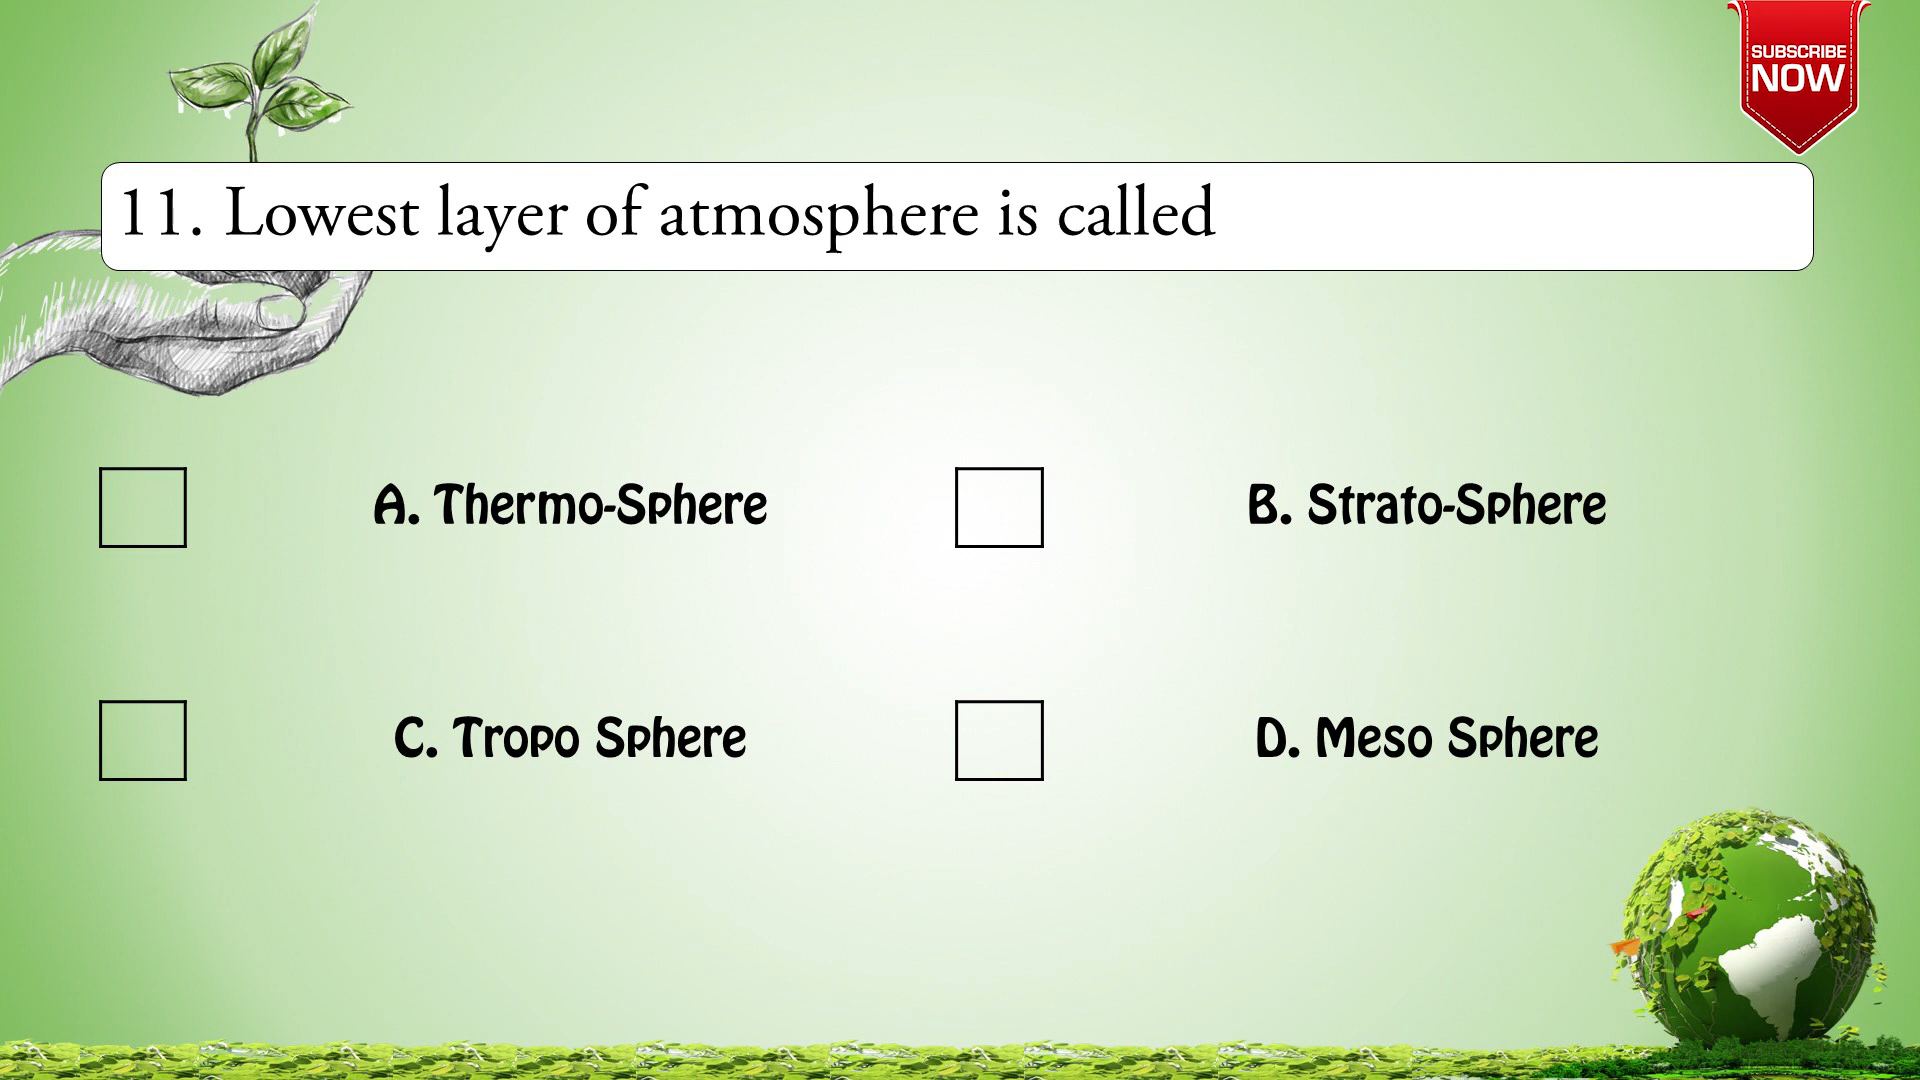 SUBSCRIBE
NOW
11. Lowest layer of atmosphere is called
A. Thermo-Sphere
B. Strato-Sphere
C. Tropo Sphere
D. Meso Sphere